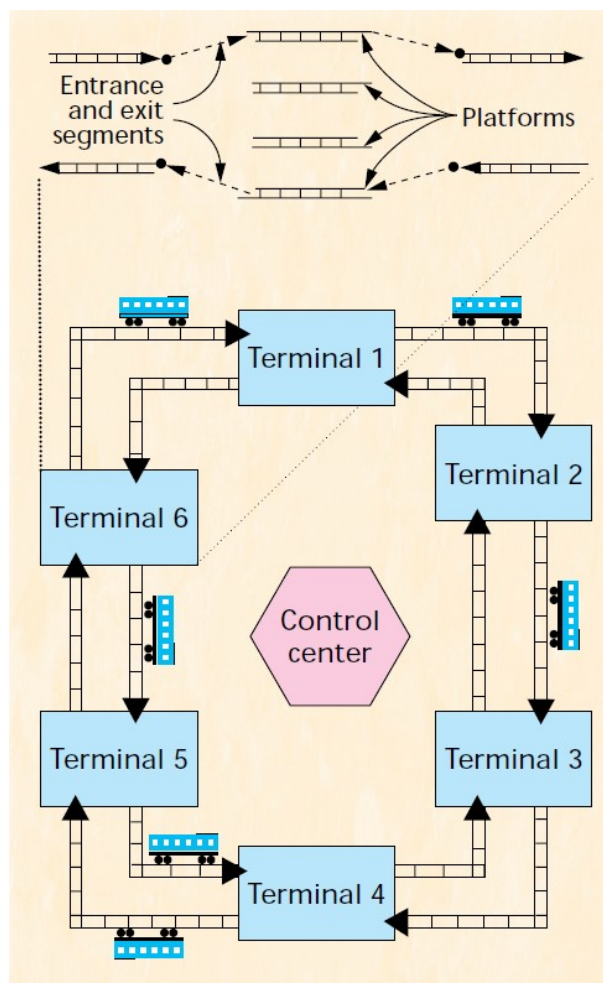 Entrance
and exit
segments
Platforms
Terminal 1
Terminal 2
Terminal 6
Control
center
Terminal 5
Terminal 3
Terminal 4